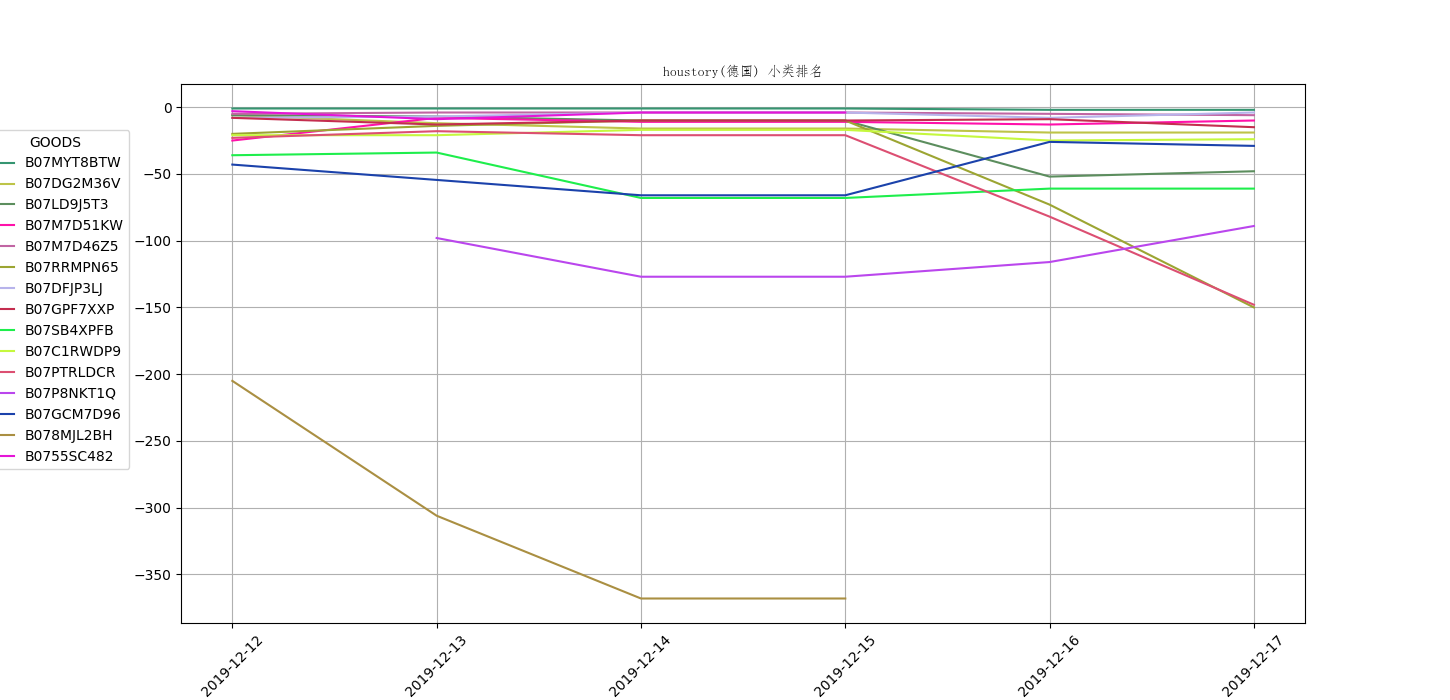 houstory(德国) 小类排名
GOODS
B07MYT8BTW
B07DG2M36V
B07LD9J5T3
B07M7D51KW
B07M7D46Z5
B07RRMPN65
B07DFJP3LJ
B07GPF7XXP
B07SB4XPFB
B07C1RWDP9
B07PTRLDCR
B07P8NKT1Q
B07GCM7D96
B078MJL2BH
B0755SC482
0
−50
−100
−150
−200
−250
−300
−350
2019-12-12
2019-12-13
2019-12-14
2019-12-15
2019-12-16
2019-12-17